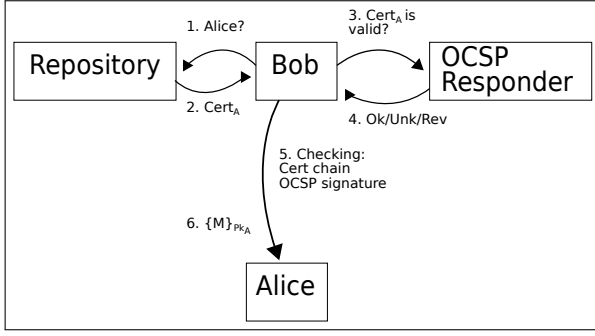 1. Alice?
3. Cert_A is
valid?
Repository
Bob
OCSP
Responder
2. Cert_A
4. Ok/Unk/Rev
5. Checking:
Cert chain
OCSP signature
6. {M}_Pk_A
Alice